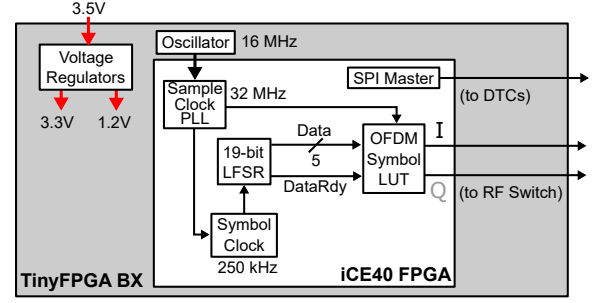 3.5V
Voltage
Regulators
3.3V
1.2V
Oscillator
16 MHz
Sample
Clock
PLL
32 MHz
SPI Master
(to DTCs)
19-bit
LFSR
Data
5
DataRdy
OFDM
Symbol
LUT
I
Q
(to RF Switch)
Symbol
Clock
250 kHz
TinyFPGA BX
iCE40 FPGA